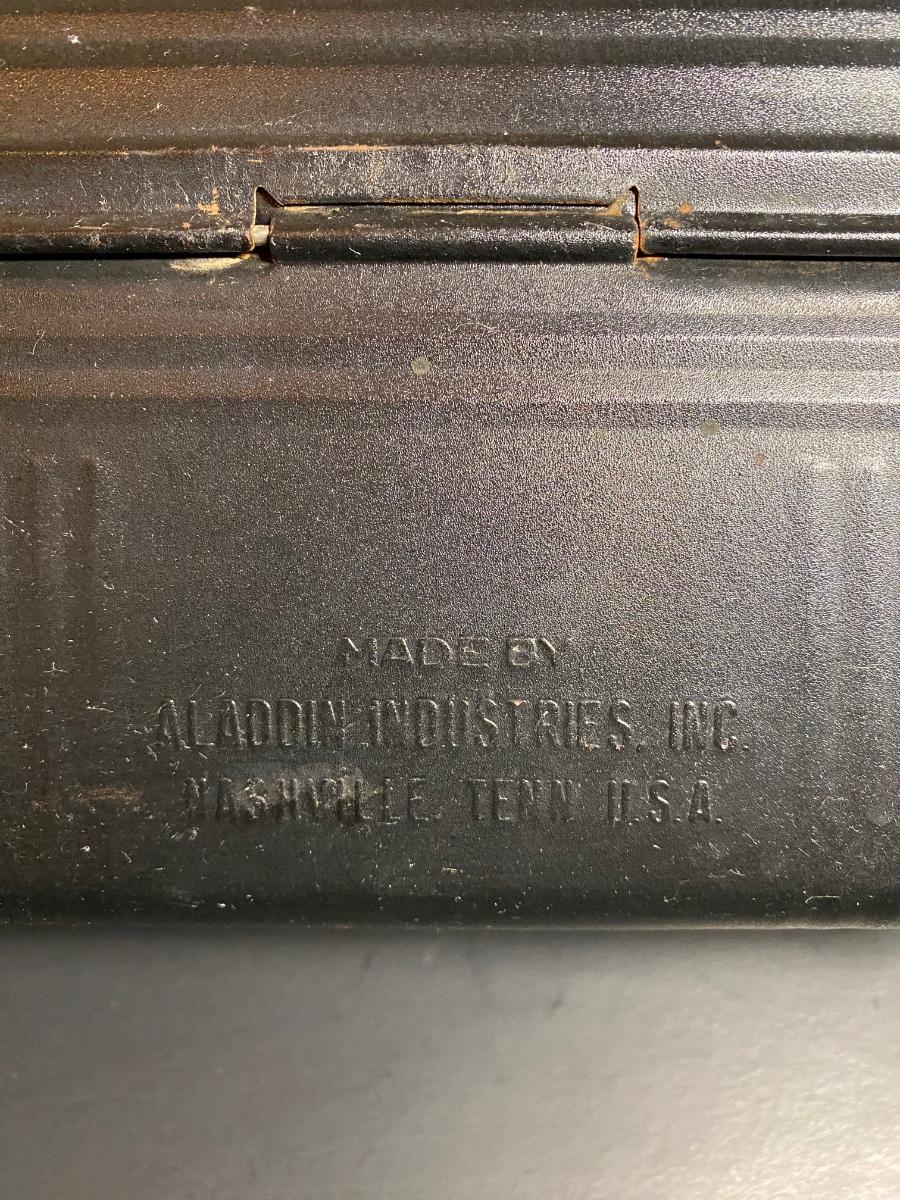 MADE BY
ALADDIN INDUSTRIES, INC.
NASHVILLE, TENN. U.S.A.